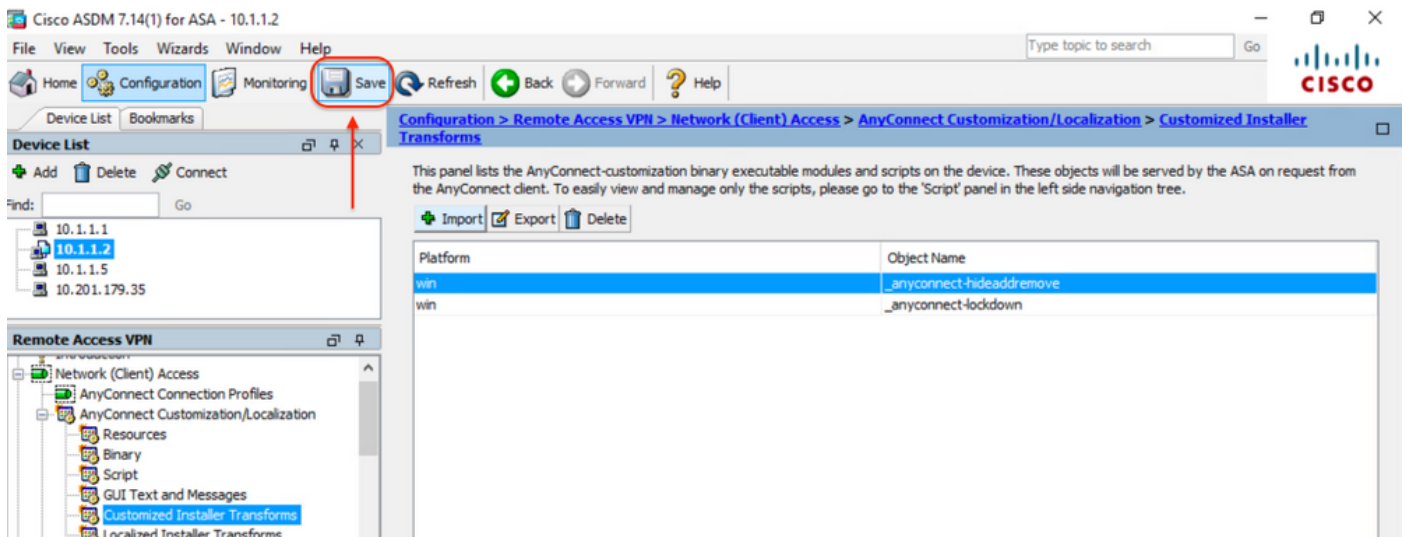 Cisco ASDM 7.14(1) for ASA - 10.1.1.2
File View Tools Wizards Window Help
Type topic to search Go
Home Configuration Monitoring Save Refresh Back Forward Help
CISCO
Device List Bookmarks
Device List
Add Delete Connect
Find: Go
10.1.1.1
10.1.1.2
10.1.1.5
10.201.179.35
Remote Access VPN
Introduction
Network (Client) Access
AnyConnect Connection Profiles
AnyConnect Customization/Localization
Resources
Binary
Script
GUI Text and Messages
Customized Installer Transforms
Localized Installer Transforms
Configuration > Remote Access VPN > Network (Client) Access > AnyConnect Customization/Localization > Customized Installer
Transforms
This panel lists the AnyConnect-customization binary executable modules and scripts on the device. These objects will be served by the ASA on request from
the AnyConnect client. To easily view and manage only the scripts, please go to the 'Script' panel in the left side navigation tree.
Import Export Delete
Platform Object Name
win _anyconnect-hideaddremove
win _anyconnect-lockdown